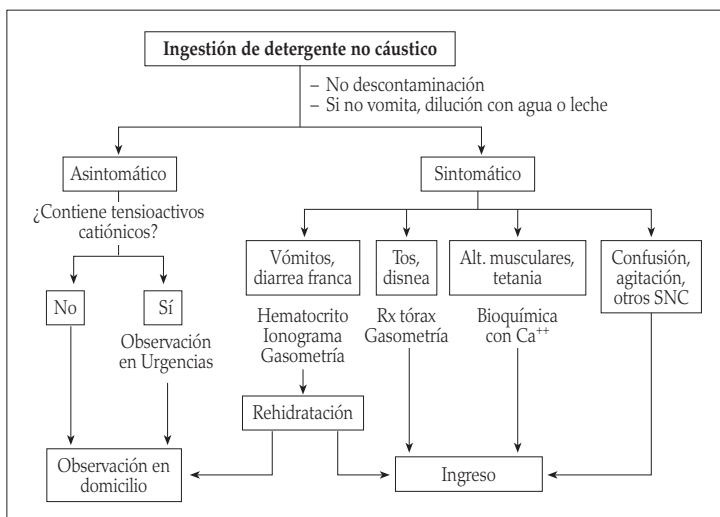 Ingestión de detergente no cáustico
– No descontaminación
– Si no vomita, dilución con agua o leche
Asintomático
Sintomático
¿Contiene tensioactivos
catiónicos?
No
Sí
Observación
en Urgencias
Vómitos,
diarrea franca
Hematocrito
Ionograma
Gasometría
Rehidratación
Tos,
disnea
Rx tórax
Gasometría
Alt. musculares,
tetania
Bioquímica
con Ca⁺⁺
Confusión,
agitación,
otros SNC
Observación en
domicilio
Ingreso